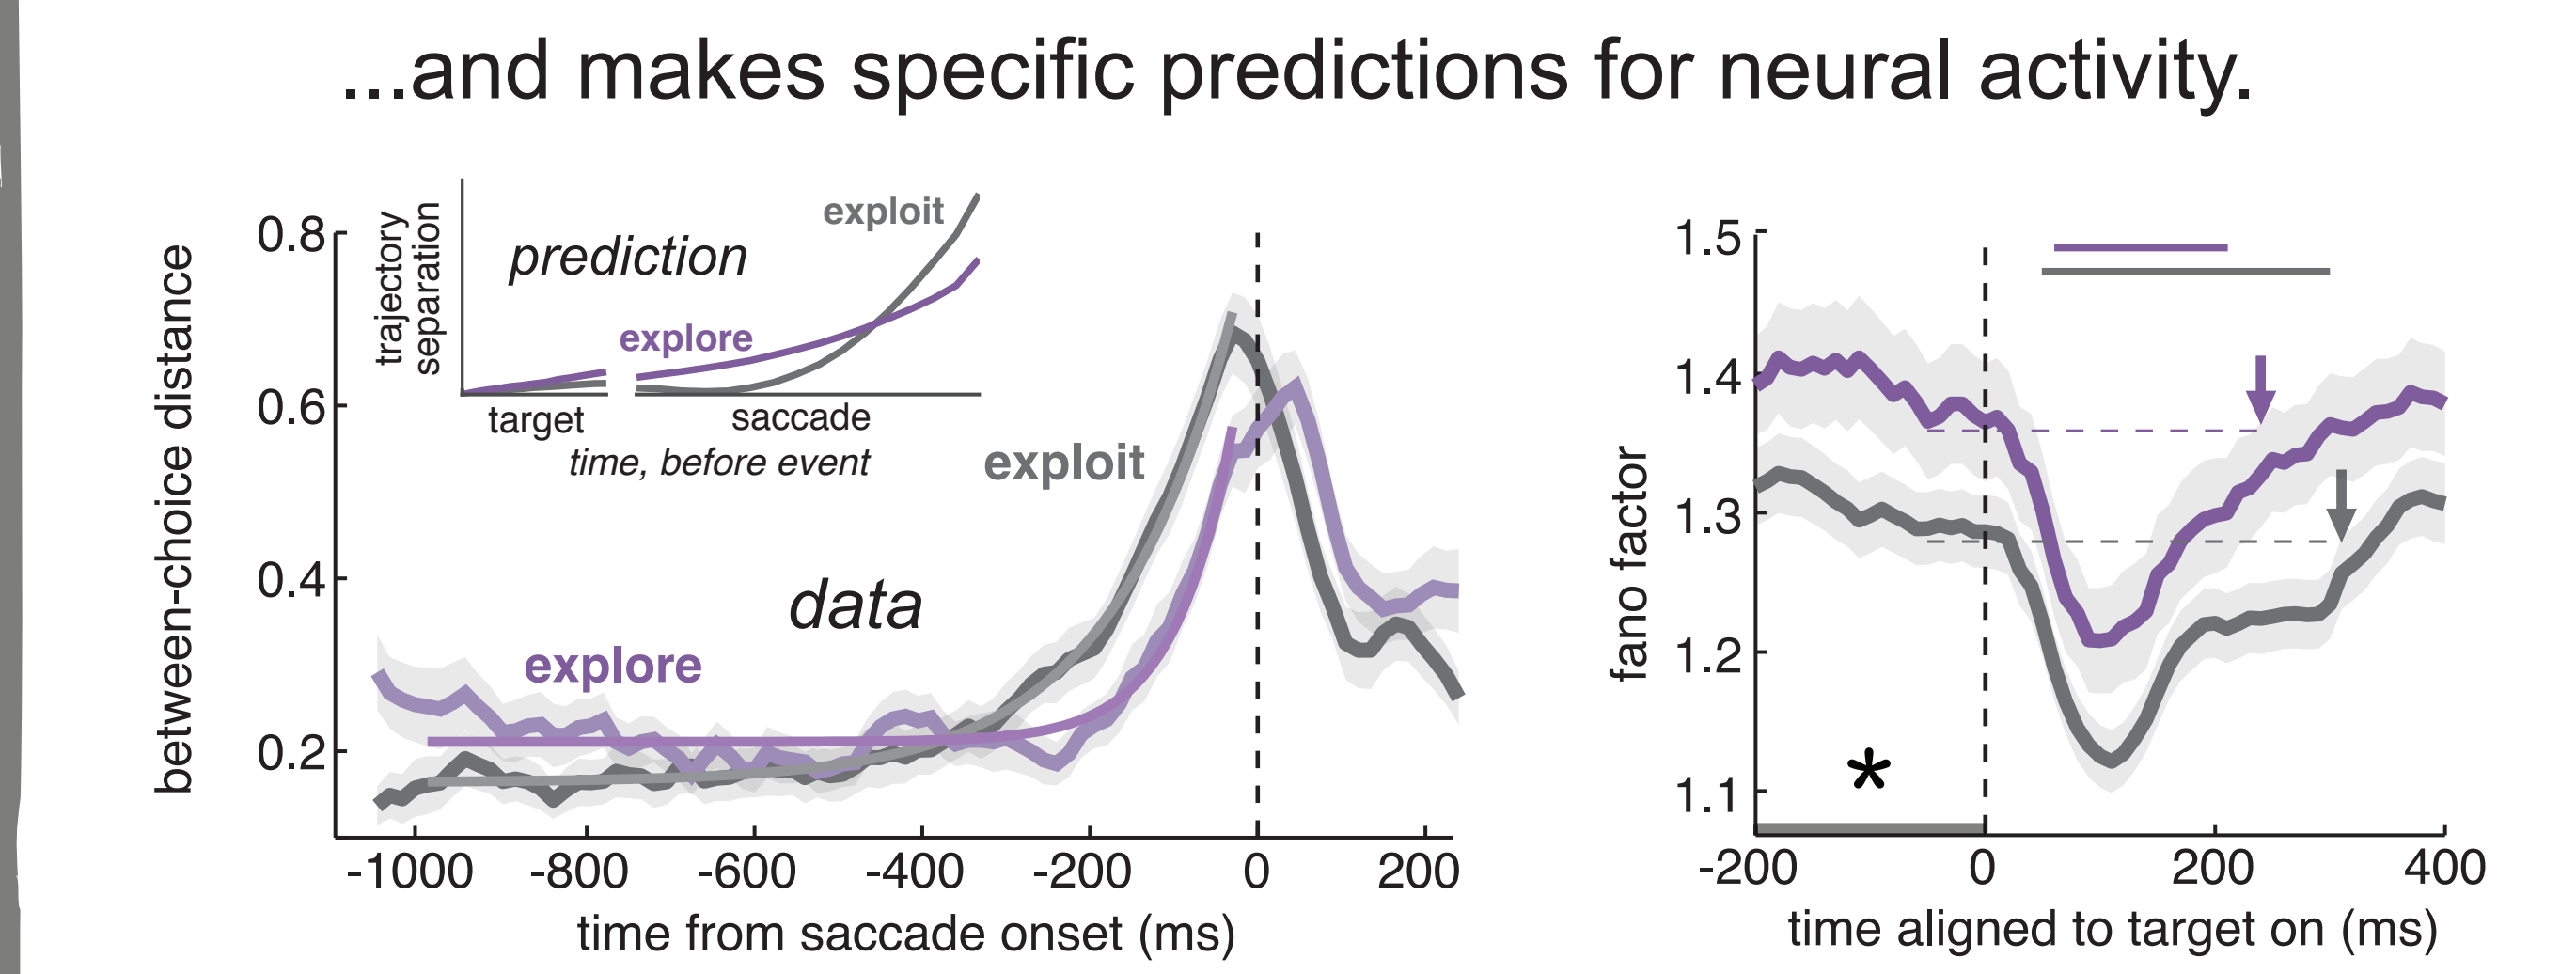 ...and makes specific predictions for neural activity.
between-choice distance
0.8
0.6
0.4
0.2
trajectory
separation
prediction
exploit
explore
target
saccade
time, before event
exploit
data
explore
-1000 -800 -600 -400 -200 0 200
time from saccade onset (ms)
fano factor
1.5
1.4
1.3
1.2
1.1
*
-200 0 200 400
time aligned to target on (ms)